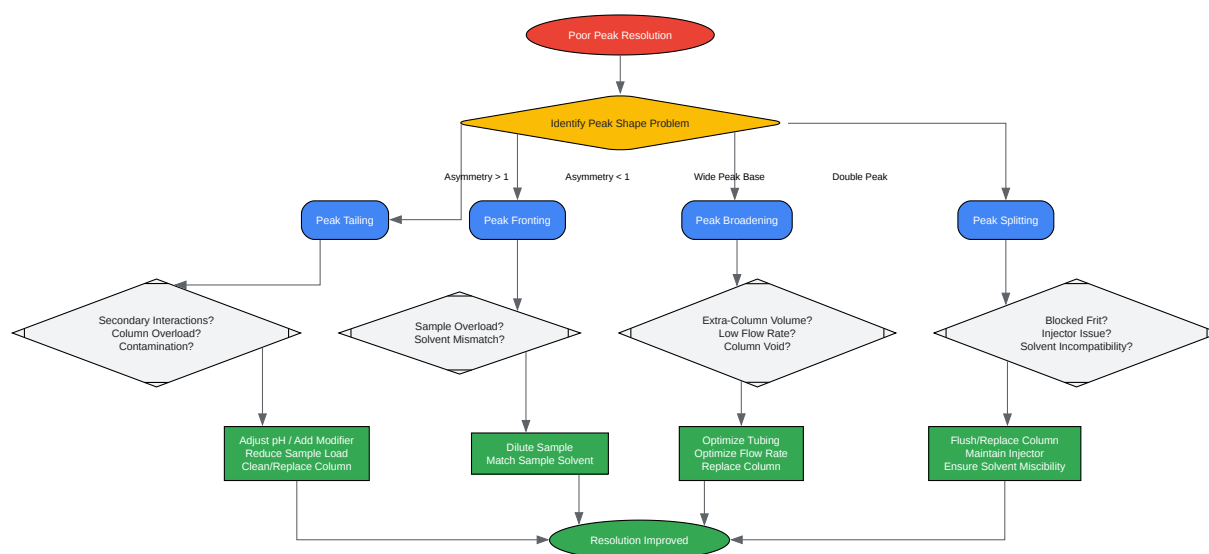 Poor Peak Resolution
Identify Peak Shape Problem
Asymmetry > 1
Asymmetry < 1
Wide Peak Base
Double Peak
Peak Tailing
Peak Fronting
Peak Broadening
Peak Splitting
Secondary Interactions?
Column Overload?
Contamination?
Sample Overload?
Solvent Mismatch?
Extra-Column Volume?
Low Flow Rate?
Column Void?
Blocked Frit?
Injector Issue?
Solvent Incompatibility?
Adjust pH / Add Modifier
Reduce Sample Load
Clean/Replace Column
Dilute Sample
Match Sample Solvent
Optimize Tubing
Optimize Flow Rate
Replace Column
Flush/Replace Column
Maintain Injector
Ensure Solvent Miscibility
Resolution Improved